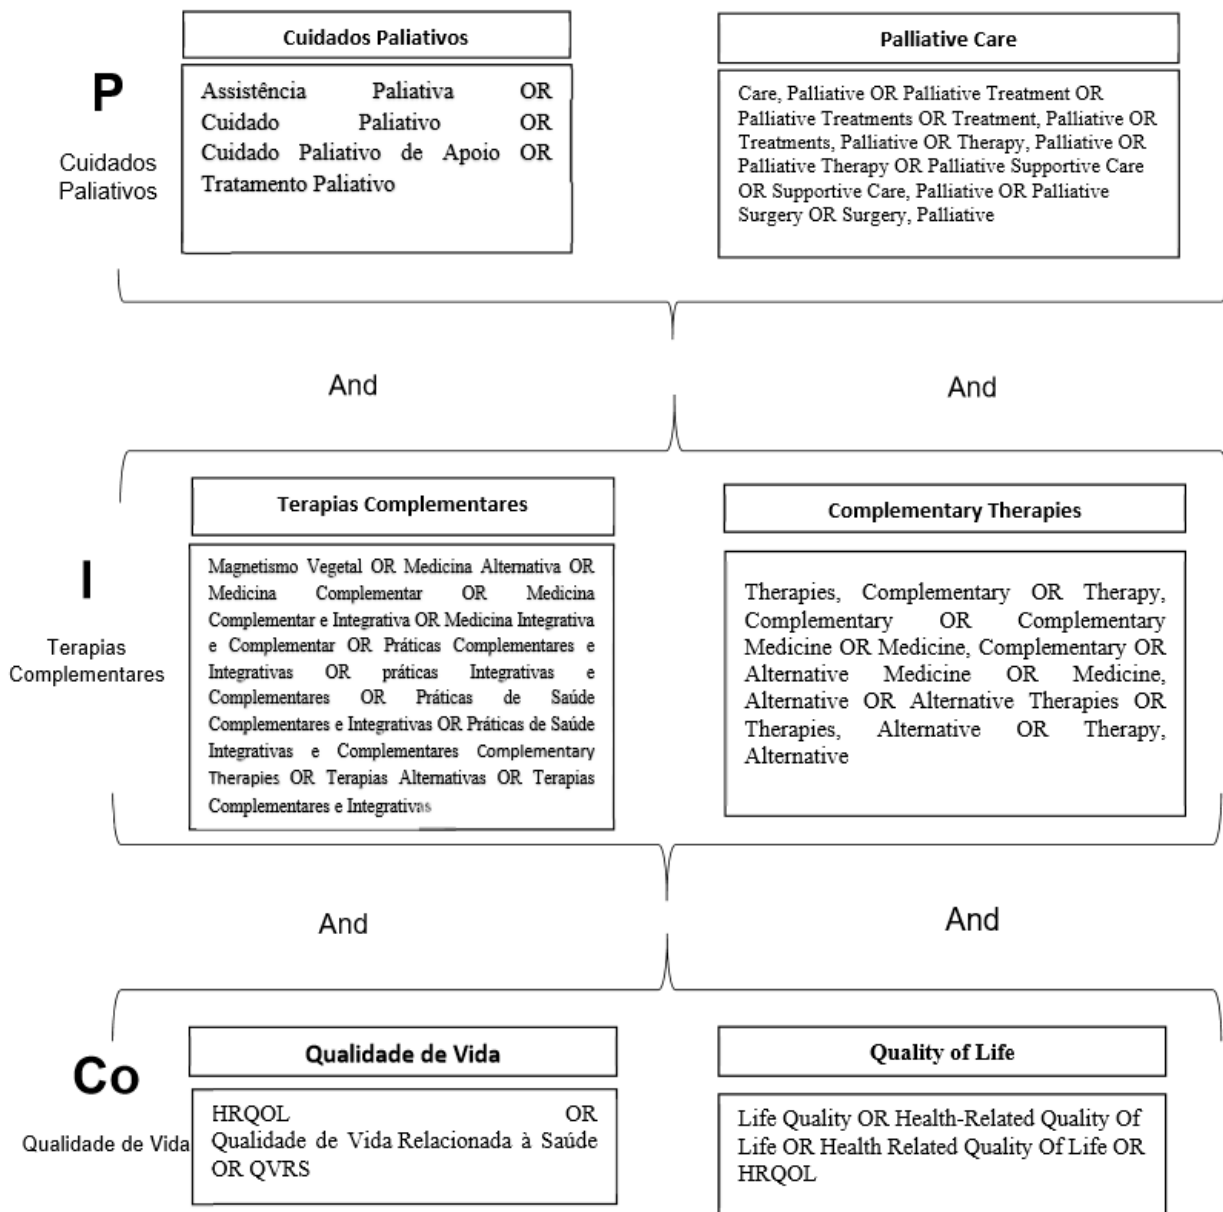 P
Cuidados
Paliativos
Cuidados Paliativos
Assistência Paliativa OR
Cuidado Paliativo OR
Cuidado Paliativo de Apoio OR
Tratamento Paliativo
Palliative Care
Care, Palliative OR Palliative Treatment OR
Palliative Treatments OR Treatment, Palliative OR
Treatments, Palliative OR Therapy, Palliative OR
Palliative Therapy OR Palliative Supportive Care
OR Supportive Care, Palliative OR Palliative
Surgery OR Surgery, Palliative
And
And
I
Terapias
Complementares
Terapias Complementares
Magnetismo Vegetal OR Medicina Alternativa OR
Medicina Complementar OR Medicina
Complementar e Integrativa OR Medicina Integrativa
e Complementar OR Práticas Complementares e
Integrativas OR práticas Integrativas e
Complementares OR Práticas de Saúde
Complementares e Integrativas OR Práticas de Saúde
Integrativas e Complementares Complementary
Therapies OR Terapias Alternativas OR Terapias
Complementares e Integrativas
Complementary Therapies
Therapies, Complementary OR Therapy,
Complementary OR Complementary
Medicine OR Medicine, Complementary OR
Alternative Medicine OR Medicine,
Alternative OR Alternative Therapies OR
Therapies, Alternative OR Therapy,
Alternative
And
And
Co
Qualidade de Vida
Qualidade de Vida
HRQOL OR
Qualidade de Vida Relacionada à Saúde
OR QVRS
Quality of Life
Life Quality OR Health-Related Quality Of
Life OR Health Related Quality Of Life OR
HRQOL